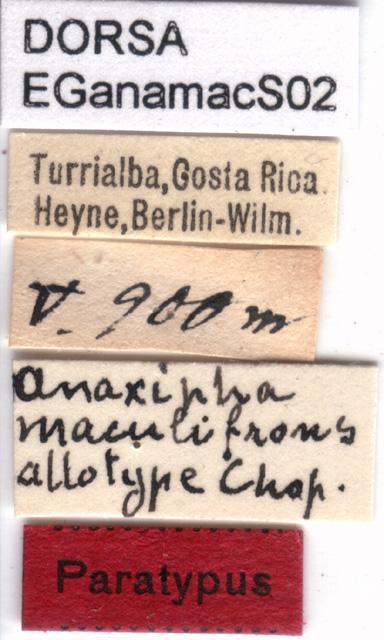 DORSA
EGanamacS02
Turrialba, Costa Rica.
Heyne, Berlin-Wilm.
V. 900 m
Anaxipha
maculifrons
allotype Chop.
Paratypus